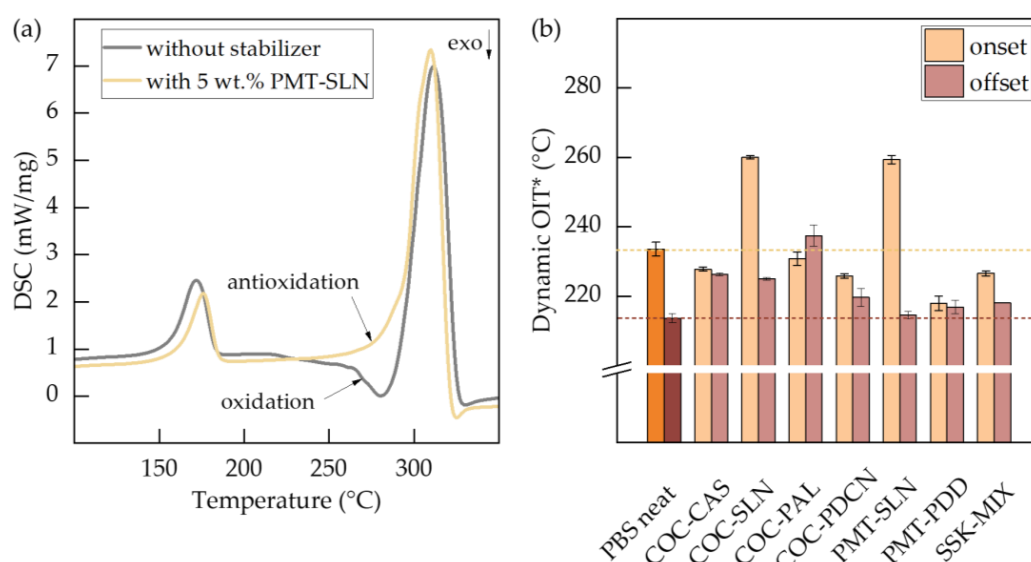 (a)
without stabilizer
with 5 wt.% PMT-SLN
exo
7
6
5
4
3
2
1
0
DSC (mW/mg)
antioxidation
oxidation
150
200
250
300
Temperature (°C)
(b)
onset
offset
280
260
240
220
Dynamic OIT* (°C)
PBS neat
COC-CAS
COC-SLN
COC-PAL
COC-PDCN
PMT-SLN
PMT-PDD
SSK-MIX